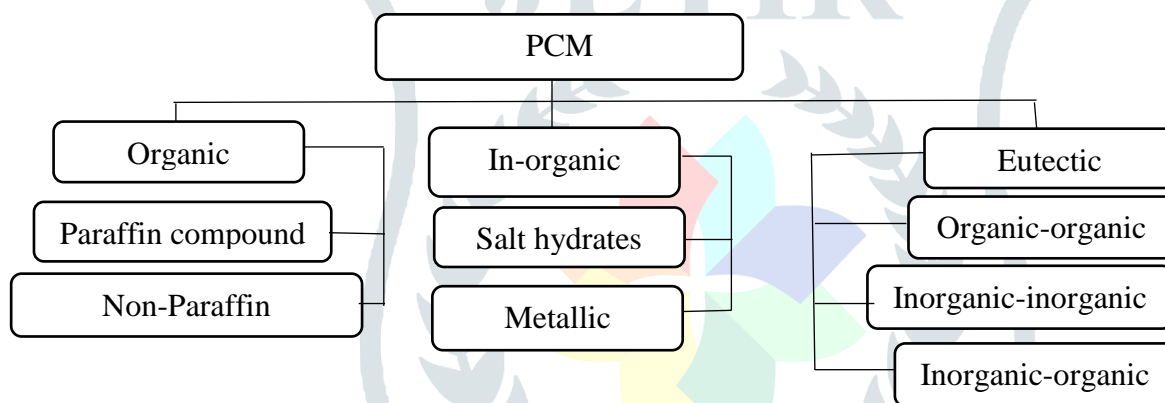 PCM
Organic
In-organic
Eutectic
Paraffin compound
Salt hydrates
Organic-organic
Non-Paraffin
Metallic
Inorganic-inorganic
Inorganic-organic